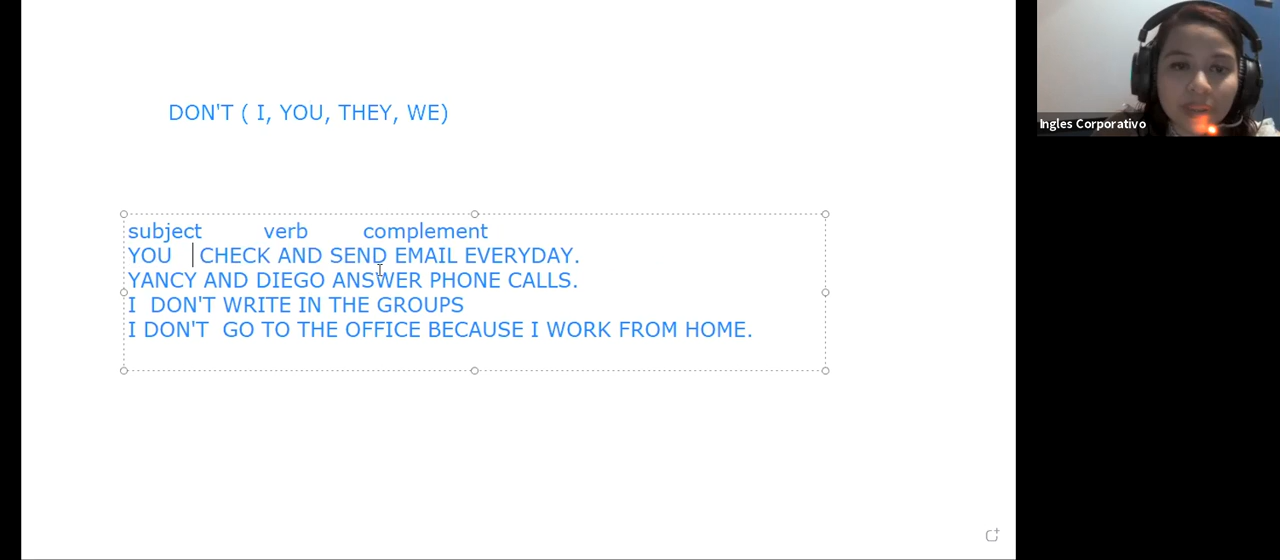 DON'T ( I, YOU, THEY, WE)
Ingles Corporativo
subject verb complement
YOU CHECK AND SEND EMAIL EVERYDAY.
YANCY AND DIEGO ANSWER PHONE CALLS.
I DON'T WRITE IN THE GROUPS
I DON'T GO TO THE OFFICE BECAUSE I WORK FROM HOME.